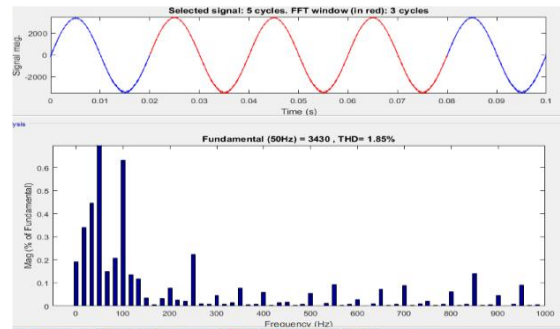 Selected signal: 5 cycles. FFT window (in red): 3 cycles
Signal mag.
2000
0
-2000
0 0.01 0.02 0.03 0.04 0.05 0.06 0.07 0.08 0.09 0.1
Time (s)
ysis
Fundamental (50Hz) = 3430 , THD= 1.85%
Mag (% of Fundamental)
0.6
0.5
0.4
0.3
0.2
0.1
0
0 100 200 300 400 500 600 700 800 900 1000
Frequency (Hz)